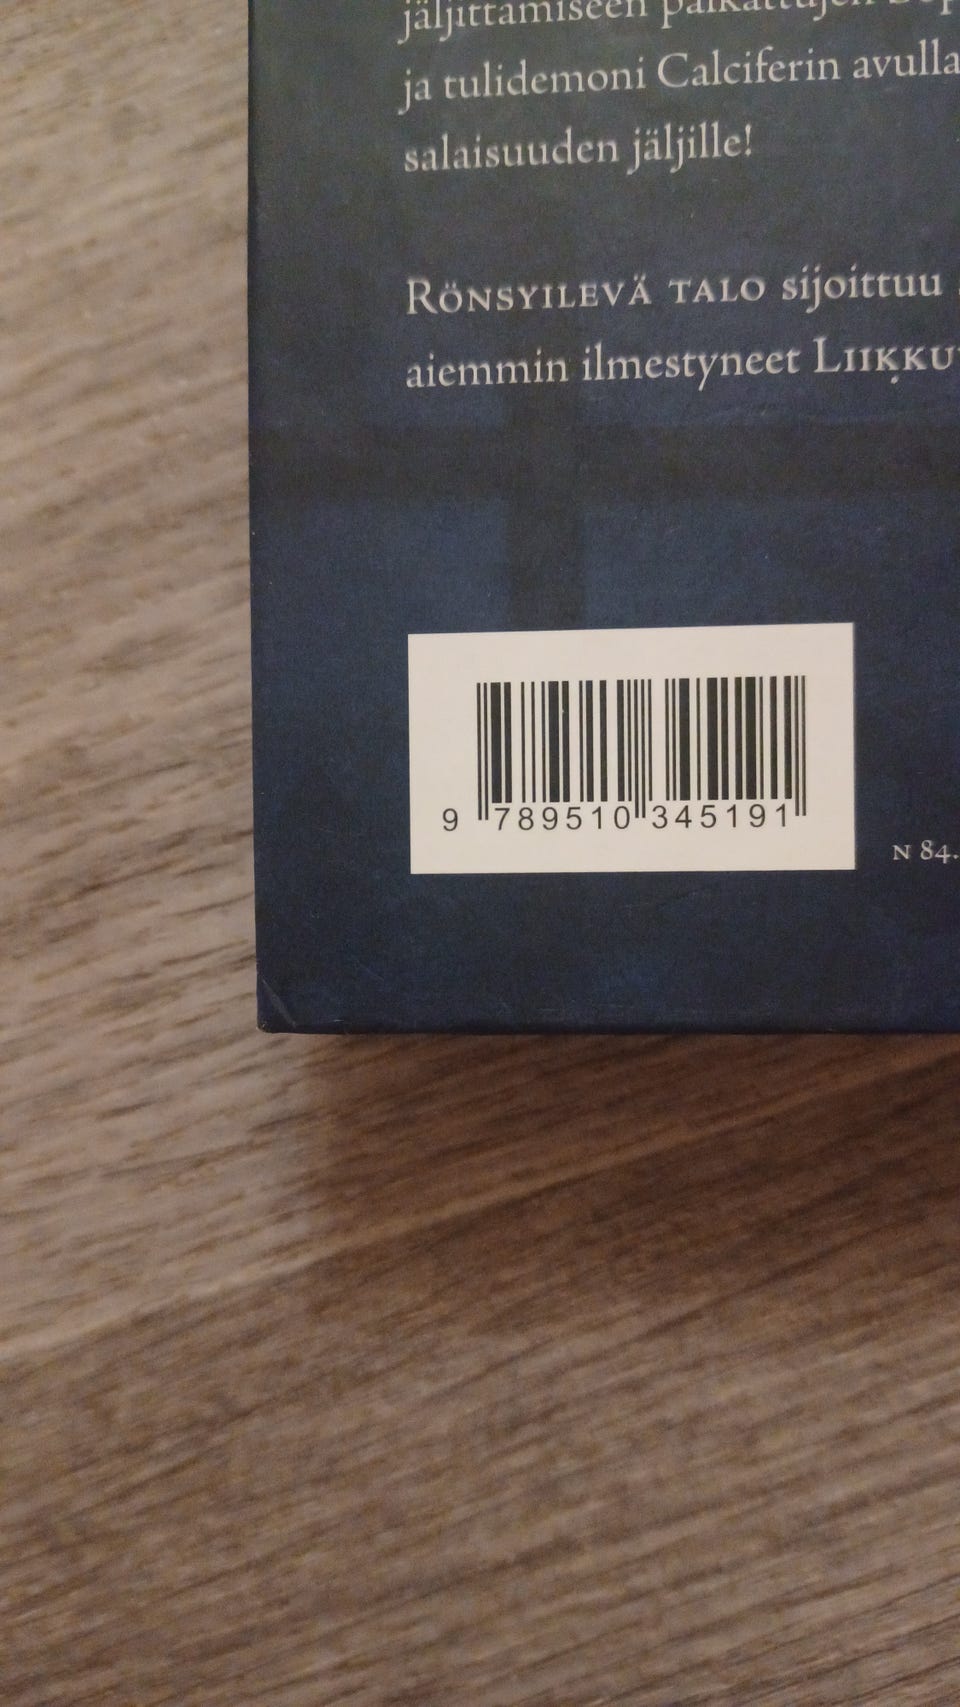 jäljittämiseen palkattujen
ja tulidemoni Calciferin avulla
salaisuuden jäljille!
RÖNSYILEVÄ TALO sijoittuu
aiemmin ilmestyneet
9 789510 345191
N 84.